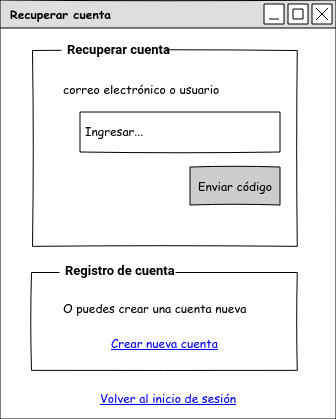 Recuperar cuenta
Recuperar cuenta
correo electrónico o usuario
Ingresar...
Enviar código
Registro de cuenta
O puedes crear una cuenta nueva
Crear nueva cuenta
Volver al inicio de sesión